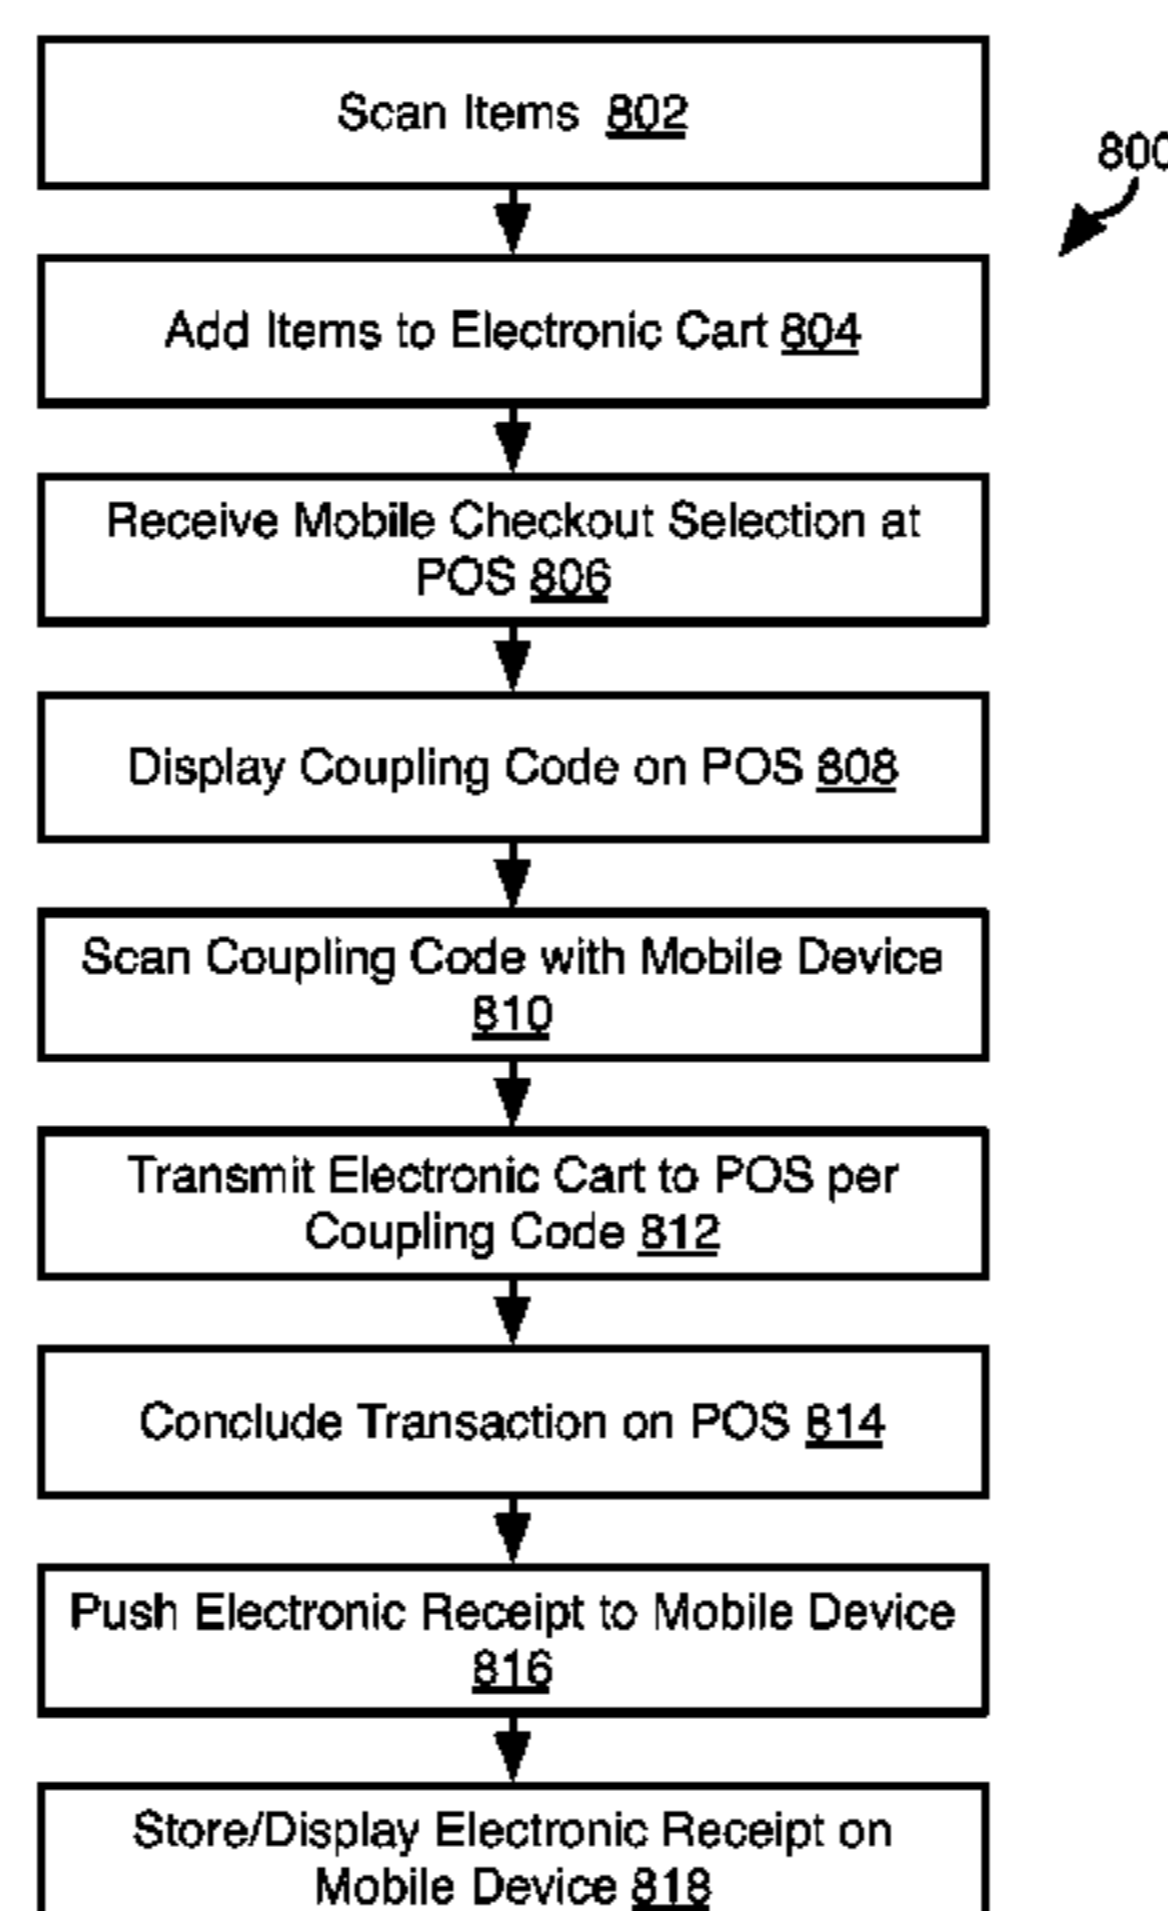 Scan Items 802
800
Add Items to Electronic Cart 804
Receive Mobile Checkout Selection at
POS 806
Display Coupling Code on POS 808
Scan Coupling Code with Mobile Device
810
Transmit Electronic Cart to POS per
Coupling Code 812
Conclude Transaction on POS 814
Push Electronic Receipt to Mobile Device
816
Store/Display Electronic Receipt on
Mobile Device 818